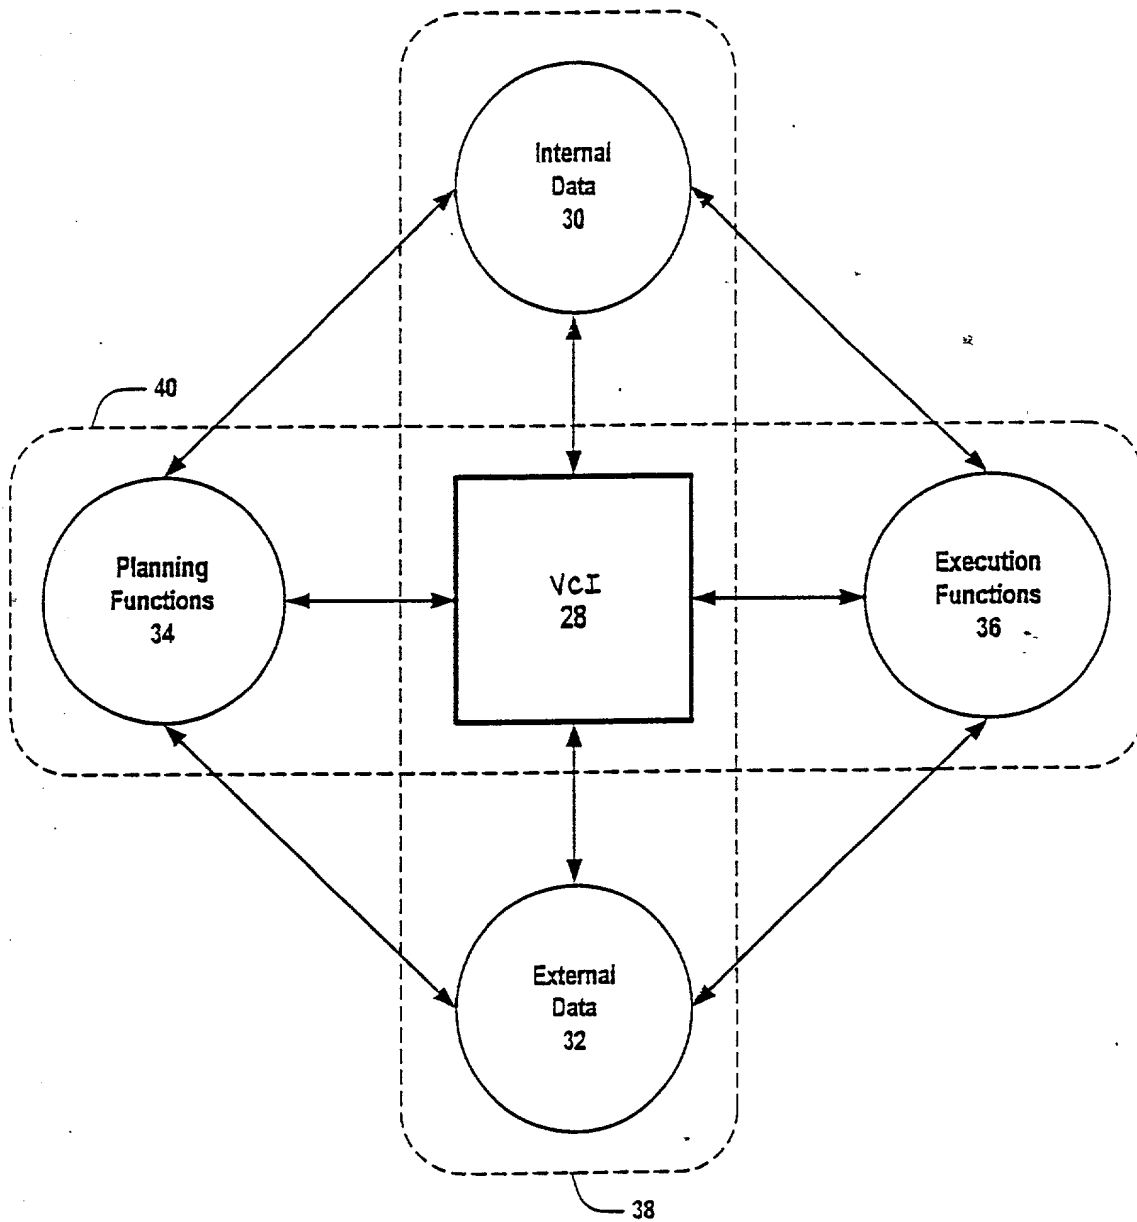 Internal
Data
30
40
Planning
Functions
34
VCI
28
Execution
Functions
36
External
Data
32
38